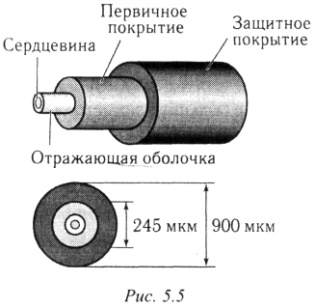 Первичное
покрытие
Защитное
покрытие
Сердцевина
Отражающая оболочка
245 мкм
900 мкм
Рис. 5.5